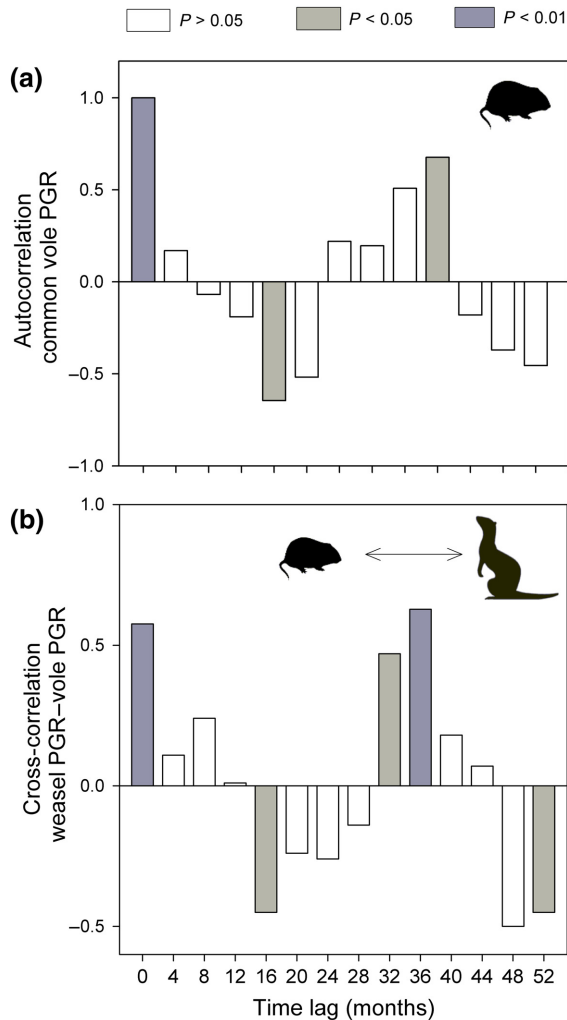 P > 0.05 P < 0.05 P < 0.01
(a)
1.0
0.5
0.0
–0.5
–1.0
Autocorrelation
common vole PGR
(b)
1.0
0.5
0.0
–0.5
Cross-correlation
weasel PGR–vole PGR
0 4 8 12 16 20 24 28 32 36 40 44 48 52
Time lag (months)